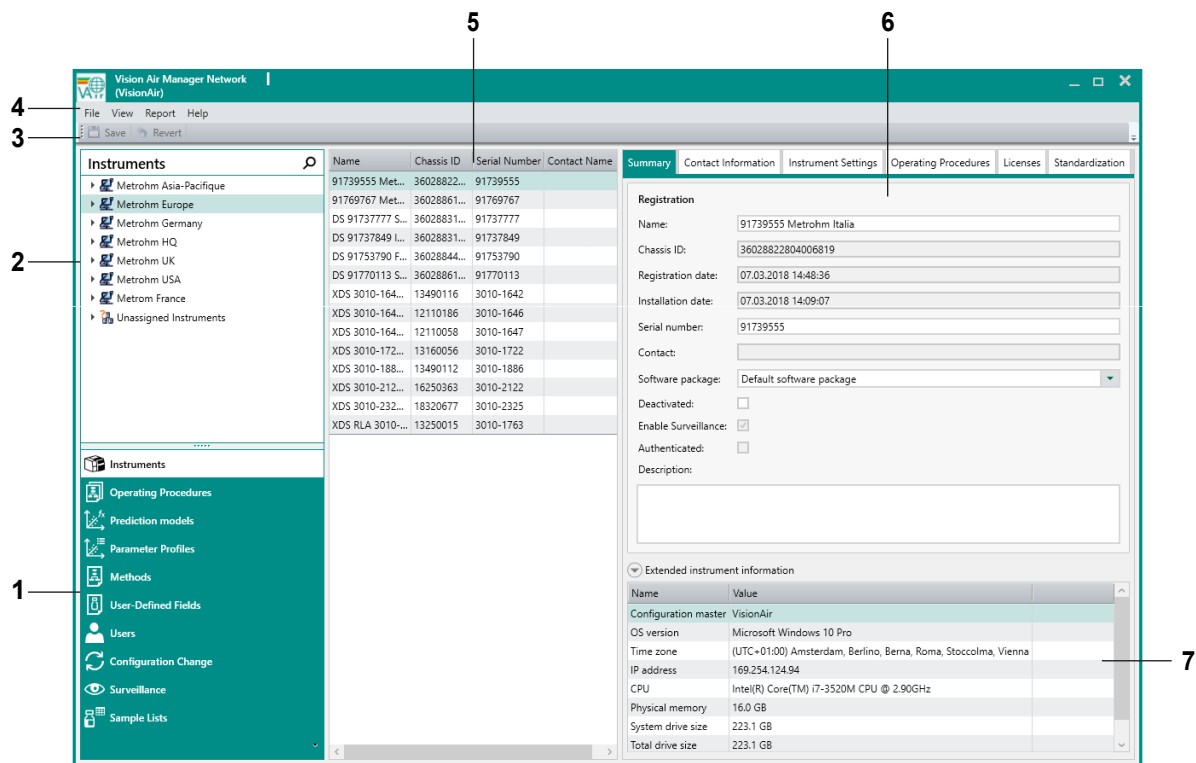 5
6
Vision Air Manager Network
(VisionAir)
VAir
4
File View Report Help
3
Save Revert
Instruments
Metrohm Asia-Pacifique
Metrohm Europe
Metrohm Germany
Metrohm HQ
2
Metrohm UK
Metrohm USA
Metrom France
Unassigned Instruments
Instruments
Operating Procedures
Prediction models
Parameter Profiles
Methods
1
User-Defined Fields
Users
Configuration Change
Surveillance
Sample Lists
Name Chassis ID Serial Number Contact Name
91739555 Met... 36028822... 91739555
91769767 Met... 36028861... 91769767
DS 91737777 S... 36028831... 91737777
DS 91737849 I... 36028831... 91737849
DS 91753790 F... 36028844... 91753790
DS 91770113 S... 36028861... 91770113
XDS 3010-164... 13490116 3010-1642
XDS 3010-164... 12110186 3010-1646
XDS 3010-164... 12110058 3010-1647
XDS 3010-172... 13160056 3010-1722
XDS 3010-188... 13490112 3010-1886
XDS 3010-212... 16250363 3010-2122
XDS 3010-232... 18320677 3010-2325
XDS RLA 3010-... 13250015 3010-1763
Summary Contact Information Instrument Settings Operating Procedures Licenses Standardization
Registration
Name: 91739555 Metrohm Italia
Chassis ID: 36028822804006819
Registration date: 07.03.2018 14:48:36
Installation date: 07.03.2018 14:09:07
Serial number: 91739555
Contact:
Software package: Default software package
Deactivated:
Enable Surveillance:
Authenticated:
Description:
Extended instrument information
Name Value
Configuration master VisionAir
OS version Microsoft Windows 10 Pro
Time zone (UTC+01:00) Amsterdam, Berlino, Berna, Roma, Stoccolma, Vienna
7
IP address 169.254.124.94
CPU Intel(R) Core(TM) i7-3520M CPU @ 2.90GHz
Physical memory 16.0 GB
System drive size 223.1 GB
Total drive size 223.1 GB